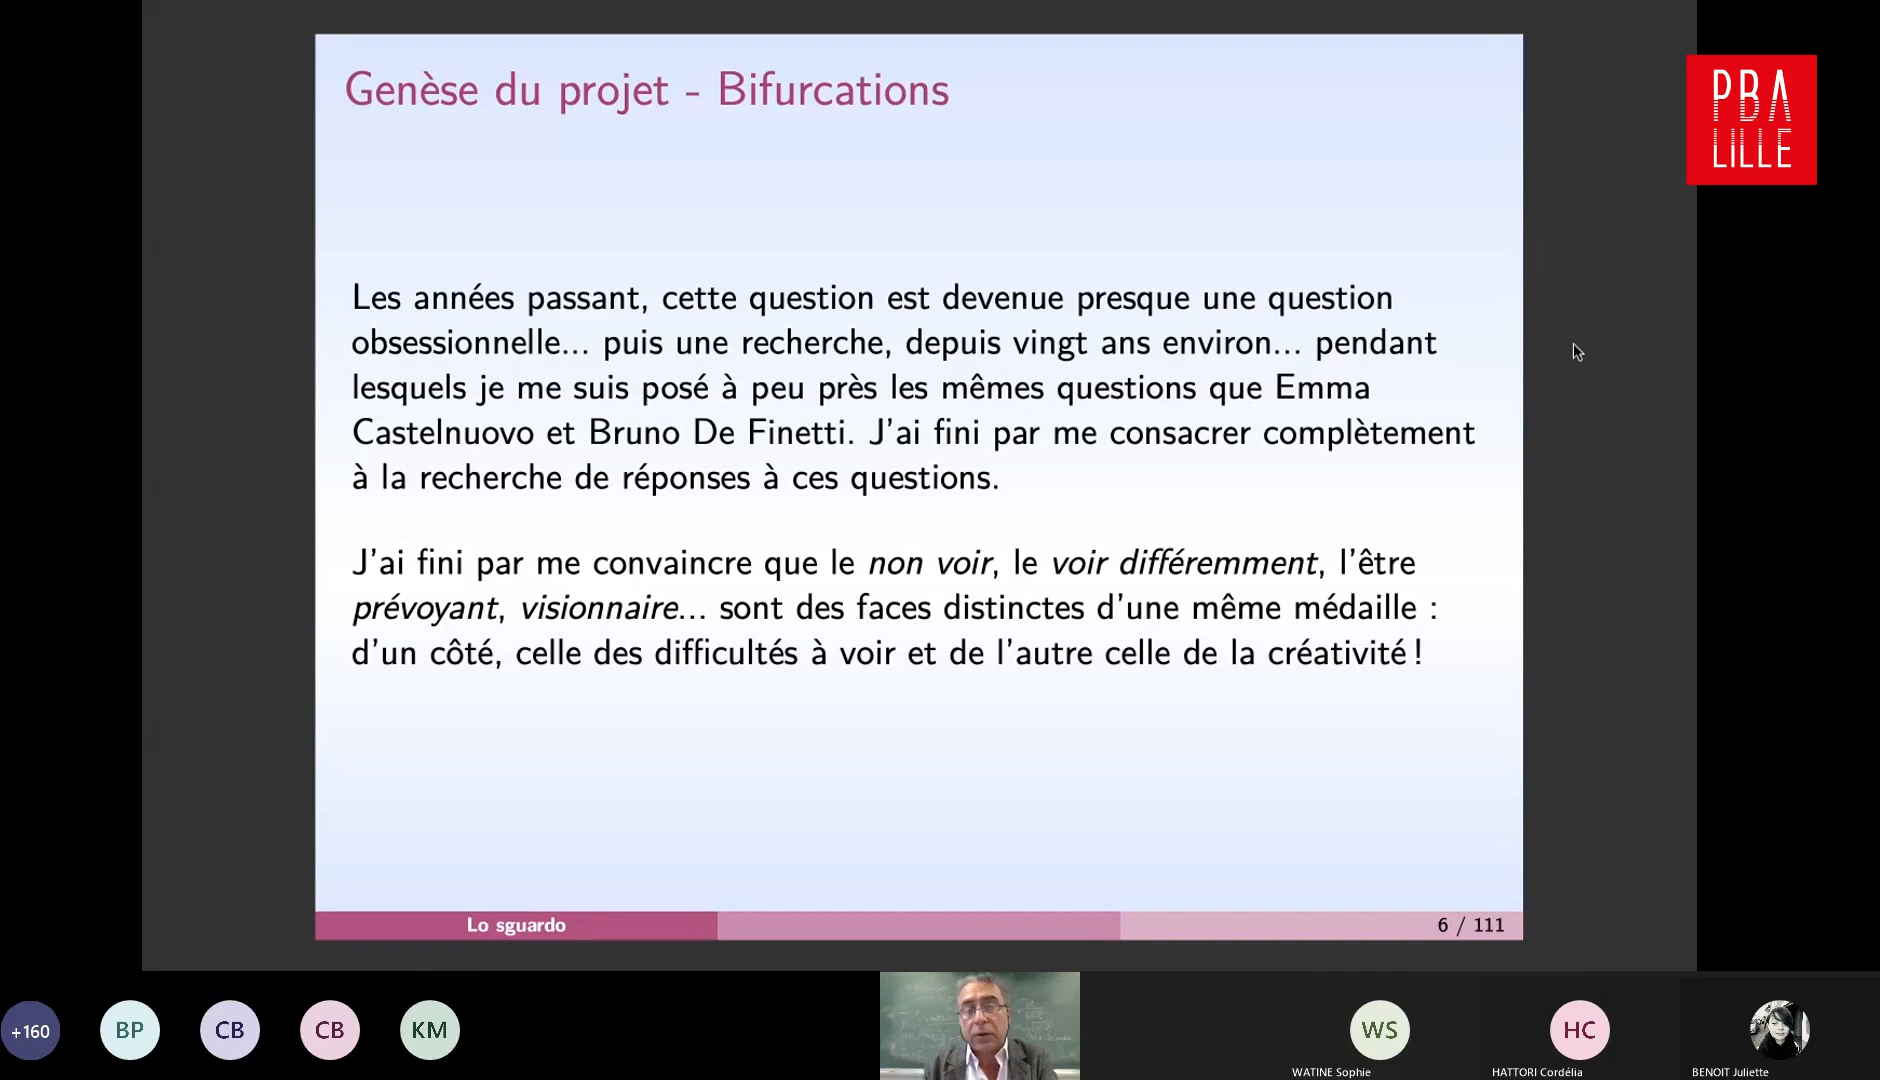 Genèse du projet - Bifurcations
PBA
LILLE
Les années passant, cette question est devenue presque une question
obsessionnelle... puis une recherche, depuis vingt ans environ... pendant
lesquels je me suis posé à peu près les mêmes questions que Emma
Castelnuovo et Bruno De Finetti. J'ai fini par me consacrer complètement
à la recherche de réponses à ces questions.
J'ai fini par me convaincre que le non voir, le voir différemment, l'être
prévoyant, visionnaire... sont des faces distinctes d'une même médaille :
d'un côté, celle des difficultés à voir et de l'autre celle de la créativité !
Lo sguardo
6 / 111
+160
BP
CB
CB
KM
WS
HC
WATINE Sophie
HATTORI Cordélia
BENOIT Juliette